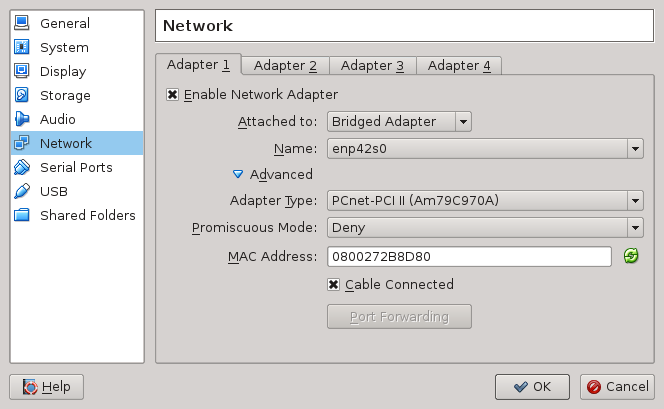 General
System
Display
Storage
Audio
Network
Serial Ports
USB
Shared Folders
Network
Adapter 1 Adapter 2 Adapter 3 Adapter 4
Enable Network Adapter
Attached to: Bridged Adapter
Name: enp42s0
Advanced
Adapter Type: PCnet-PCI II (Am79C970A)
Promiscuous Mode: Deny
MAC Address: 0800272B8D80
Cable Connected
Port Forwarding
Help OK Cancel